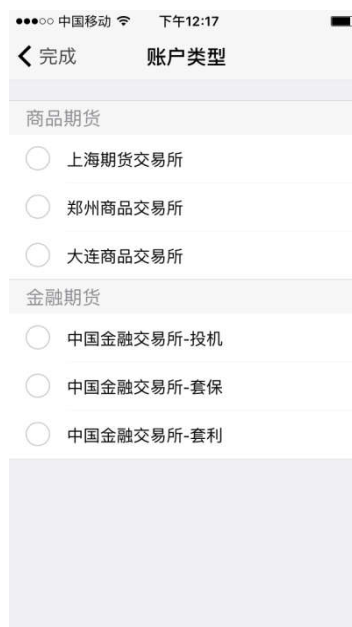 中国移动 下午12:17
完成 账户类型
商品期货
上海期货交易所
郑州商品交易所
大连商品交易所
金融期货
中国金融交易所-投机
中国金融交易所-套保
中国金融交易所-套利